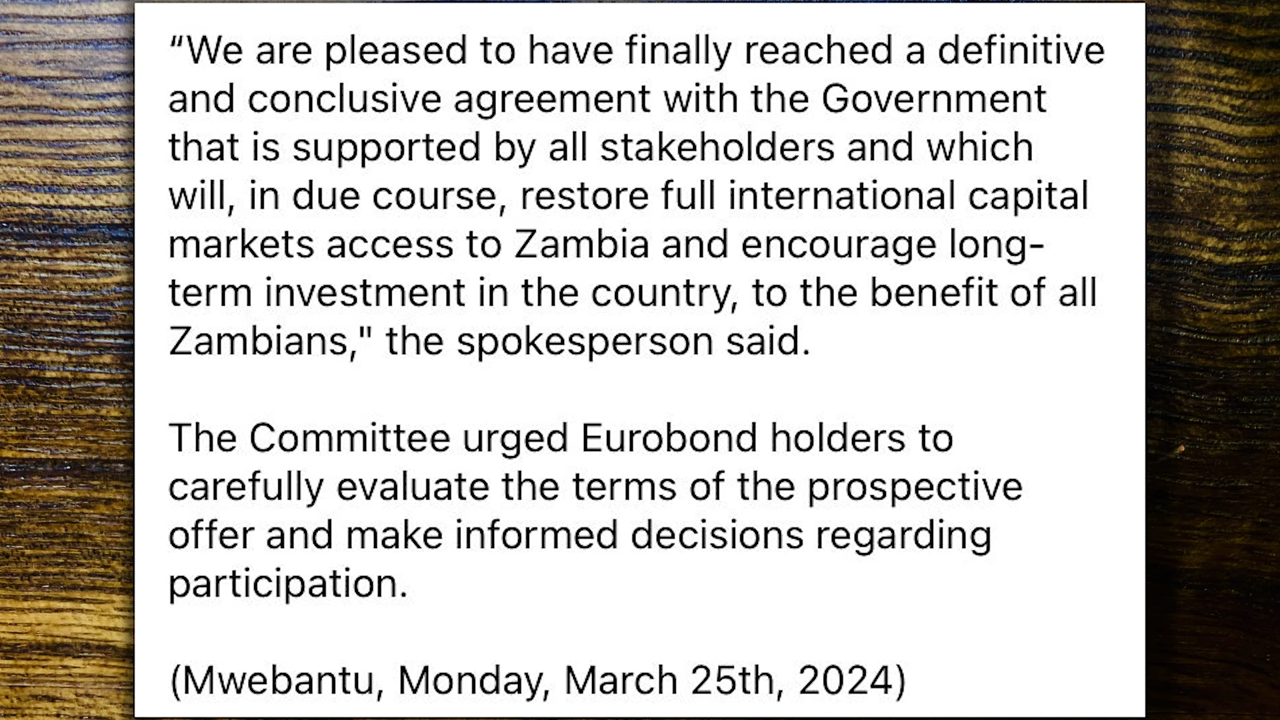 “We are pleased to have finally reached a definitive
and conclusive agreement with the Government
that is supported by all stakeholders and which
will, in due course, restore full international capital
markets access to Zambia and encourage long-
term investment in the country, to the benefit of all
Zambians," the spokesperson said.
The Committee urged Eurobond holders to
carefully evaluate the terms of the prospective
offer and make informed decisions regarding
participation.
(Mwebantu, Monday, March 25th, 2024)